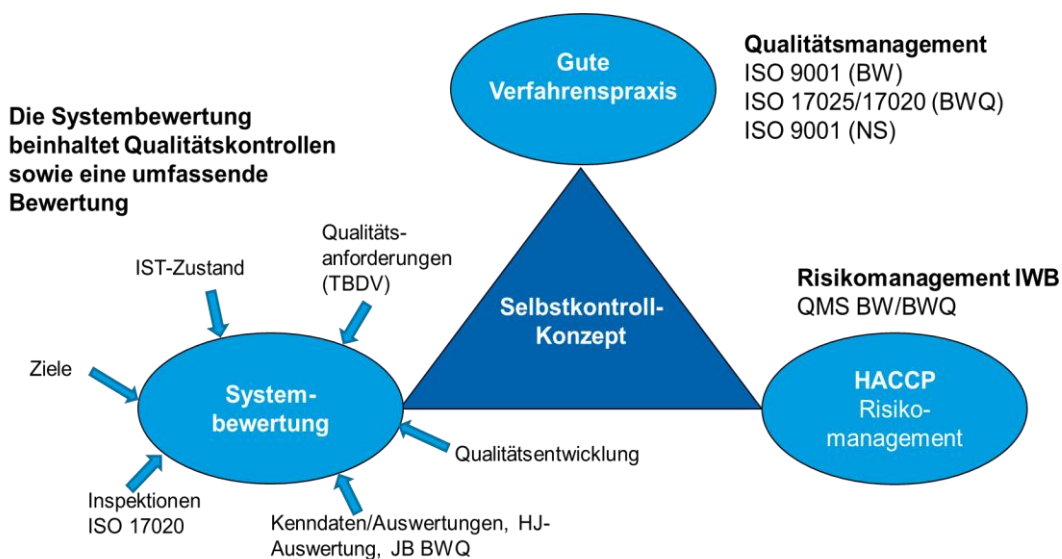 Gute
Verfahrenspraxis
Qualitätsmanagement
ISO 9001 (BW)
ISO 17025/17020 (BWQ)
ISO 9001 (NS)
Die Systembewertung
beinhaltet Qualitätskontrollen
sowie eine umfassende
Bewertung
Qualitäts-
anforderungen
(TBDV)
IST-Zustand
Ziele
Selbstkontroll-
Konzept
Risikomanagement IWB
QMS BW/BWQ
System-
bewertung
HACCP
Risiko-
management
Qualitätsentwicklung
Inspektionen
ISO 17020
Kenndaten/Auswertungen, HJ-
Auswertung, JB BWQ